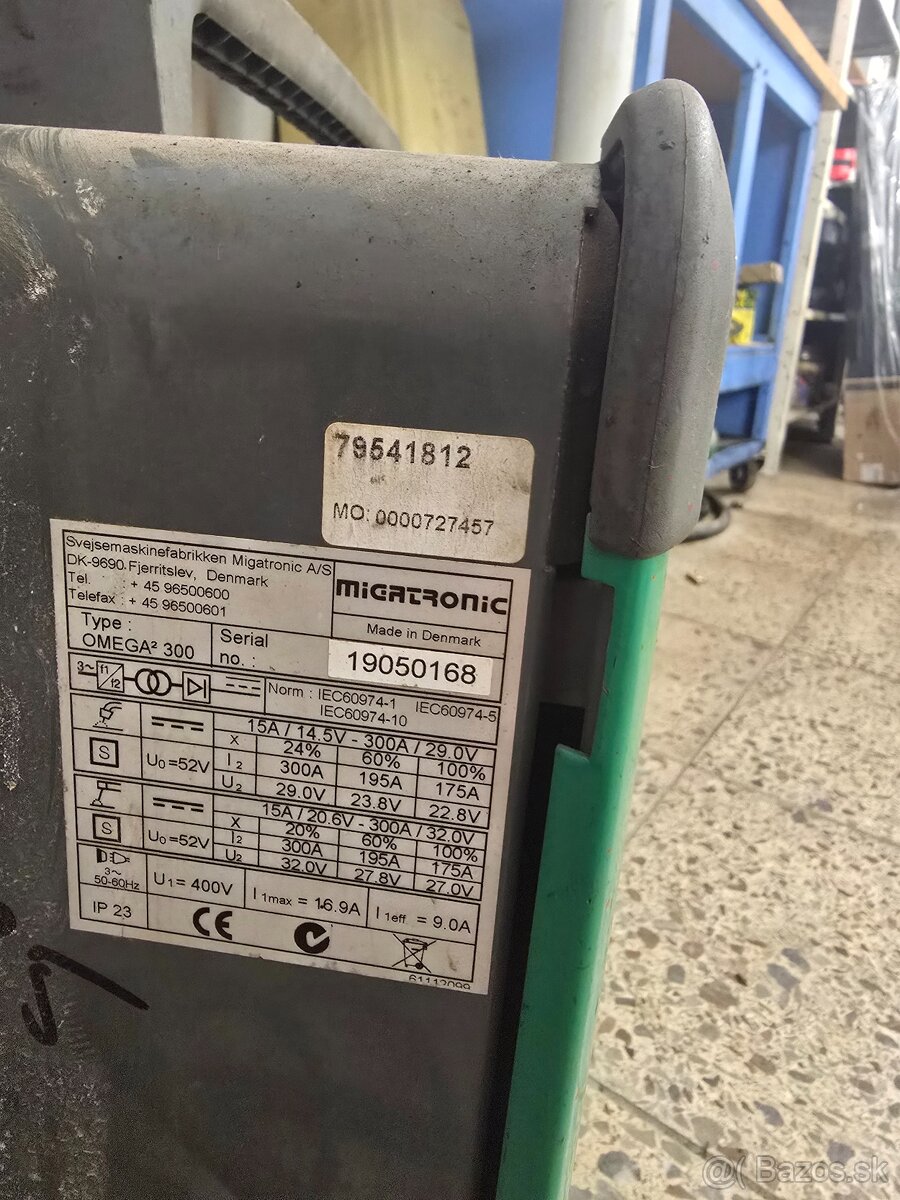 79541812
MO: 0000727457
Svejsemaskinefabrikken Migatronic A/S
DK-9690 Fjerritslev, Denmark
Tel. : + 45 96500600
Telefax : + 45 96500601
MIGATRONIC
Made in Denmark
Type :
OMEGA² 300
Serial
no. :
19050168
3~ f1
f2
Norm : IEC60974-1 IEC60974-5
IEC60974-10
15A / 14.5V - 300A / 29.0V
S
U₀=52V
X 24% 60% 100%
I₂ 300A 195A 175A
U₂ 29.0V 23.8V 22.8V
15A / 20.6V - 300A / 32.0V
S
U₀=52V
X 20% 60% 100%
I₂ 300A 195A 175A
U₂ 32.0V 27.8V 27.0V
3~
50-60Hz
U₁= 400V
I₁max = 16.9A
I₁eff = 9.0A
IP 23
CE
61112099
@( Bazos.sk